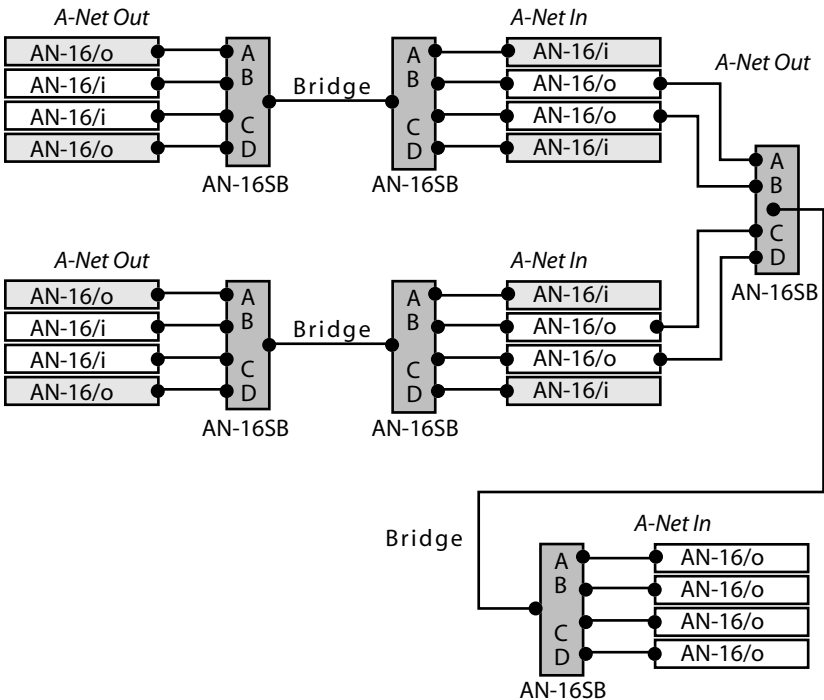 A-Net Out
AN-16/o
AN-16/i
AN-16/i
AN-16/o
A
B
C
D
AN-16SB
Bridge
A
B
C
D
AN-16SB
A-Net In
AN-16/i
AN-16/o
AN-16/o
AN-16/i
A-Net Out
A
B
C
D
AN-16SB
A-Net Out
AN-16/o
AN-16/i
AN-16/i
AN-16/o
A
B
C
D
AN-16SB
Bridge
A
B
C
D
AN-16SB
A-Net In
AN-16/i
AN-16/o
AN-16/o
AN-16/i
Bridge
A
B
C
D
AN-16SB
A-Net In
AN-16/o
AN-16/o
AN-16/o
AN-16/o